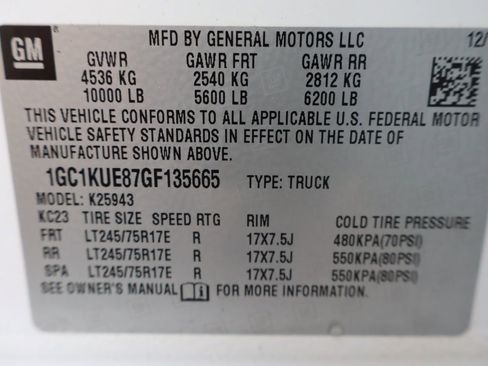 GM
MFD BY GENERAL MOTORS LLC 12/
GVWR GAWR FRT GAWR RR
4536 KG 2540 KG 2812 KG
10000 LB 5600 LB 6200 LB
THIS VEHICLE CONFORMS TO ALL APPLICABLE U.S. FEDERAL MOTOR
VEHICLE SAFETY STANDARDS IN EFFECT ON THE DATE OF
MANUFACTURE SHOWN ABOVE.
1GC1KUE87GF135665 TYPE: TRUCK
MODEL: K25943
KC23 TIRE SIZE SPEED RTG RIM COLD TIRE PRESSURE
FRT LT245/75R17E R 17X7.5J 480KPA(70PSI)
RR LT245/75R17E R 17X7.5J 550KPA(80PSI)
SPA LT245/75R17E R 17X7.5J 550KPA(80PSI)
SEE OWNER'S MANUAL FOR MORE INFORMATION.